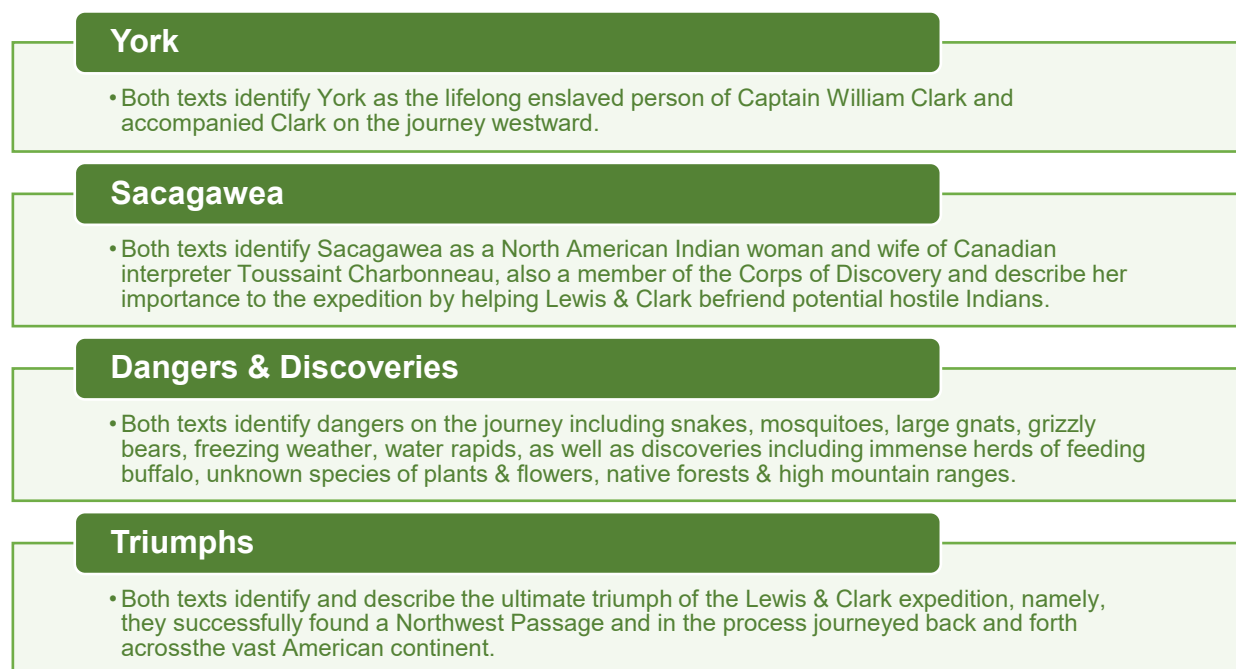 York
•Both texts identify York as the lifelong enslaved person of Captain William Clark and
accompanied Clark on the journey westward.
Sacagawea
•Both texts identify Sacagawea as a North American Indian woman and wife of Canadian
interpreter Toussaint Charbonneau, also a member of the Corps of Discovery and describe her
importance to the expedition by helping Lewis & Clark befriend potential hostile Indians.
Dangers & Discoveries
•Both texts identify dangers on the journey including snakes, mosquitoes, large gnats, grizzly
bears, freezing weather, water rapids, as well as discoveries including immense herds of feeding
buffalo, unknown species of plants & flowers, native forests & high mountain ranges.
Triumphs
•Both texts identify and describe the ultimate triumph of the Lewis & Clark expedition, namely,
they successfully found a Northwest Passage and in the process journeyed back and forth
acrossthe vast American continent.